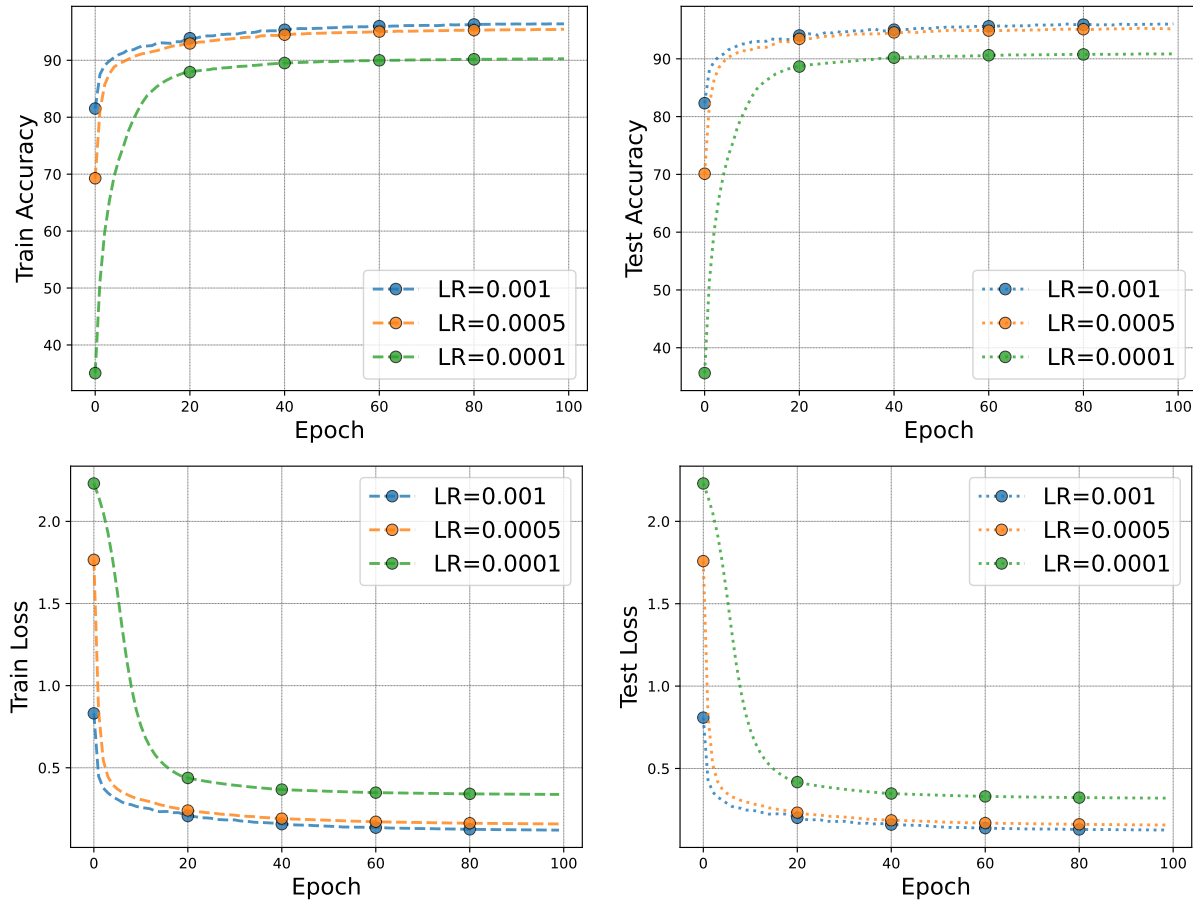 Train Accuracy
90
80
70
60
50
40
0 20 40 60 80 100
Epoch
LR=0.001
LR=0.0005
LR=0.0001
Test Accuracy
90
80
70
60
50
40
0 20 40 60 80 100
Epoch
LR=0.001
LR=0.0005
LR=0.0001
Train Loss
2.0
1.5
1.0
0.5
0 20 40 60 80 100
Epoch
LR=0.001
LR=0.0005
LR=0.0001
Test Loss
2.0
1.5
1.0
0.5
0 20 40 60 80 100
Epoch
LR=0.001
LR=0.0005
LR=0.0001